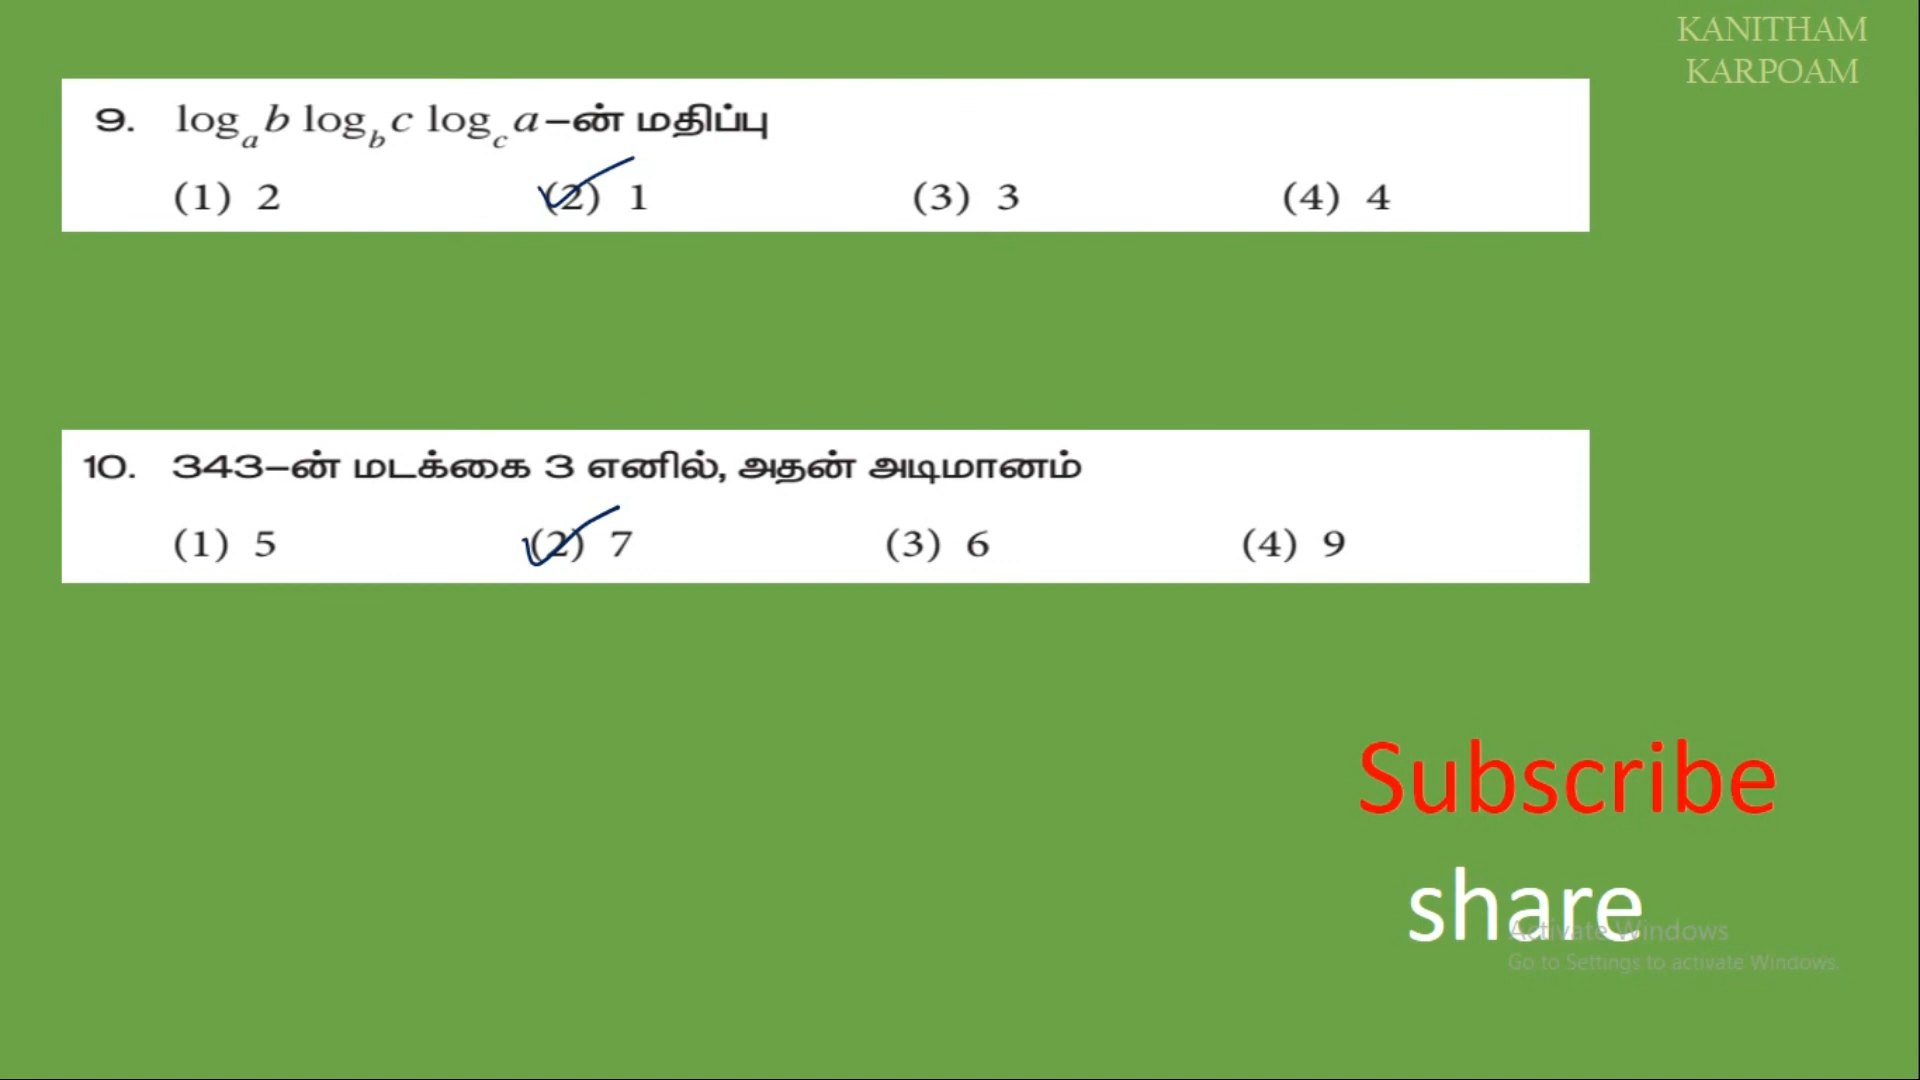 KANITHAM
KARPOAM
9. log_a b log_b c log_c a–ன் மதிப்பு
(1) 2 (2) 1 (3) 3 (4) 4
10. 343–ன் மடக்கை 3 எனில், அதன் அடிமானம்
(1) 5 (2) 7 (3) 6 (4) 9
Subscribe
share
Activate Windows
Go to Settings to activate Windows.